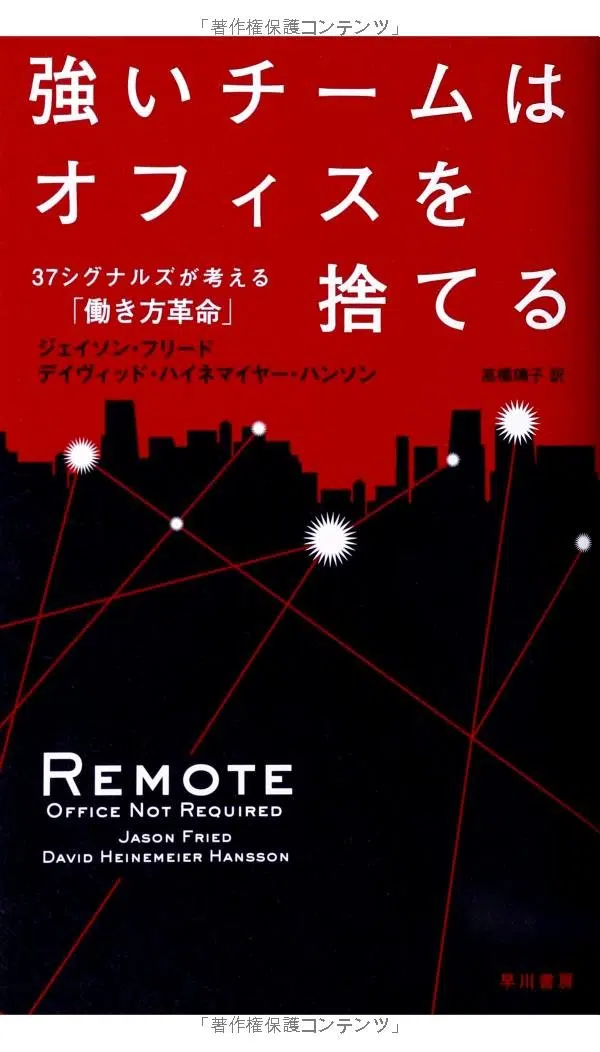 「著作権保護コンテンツ」
強いチームは
オフィスを
捨てる
37シグナルズが考える
「働き方革命」
ジェイソン・フリード
デイヴィッド・ハイネマイヤー・ハンソン
高橋璃子 訳
REMOTE
OFFICE NOT REQUIRED
JASON FRIED
DAVID HEINEMEIER HANSSON
早川書房
「著作権保護コンテンツ」